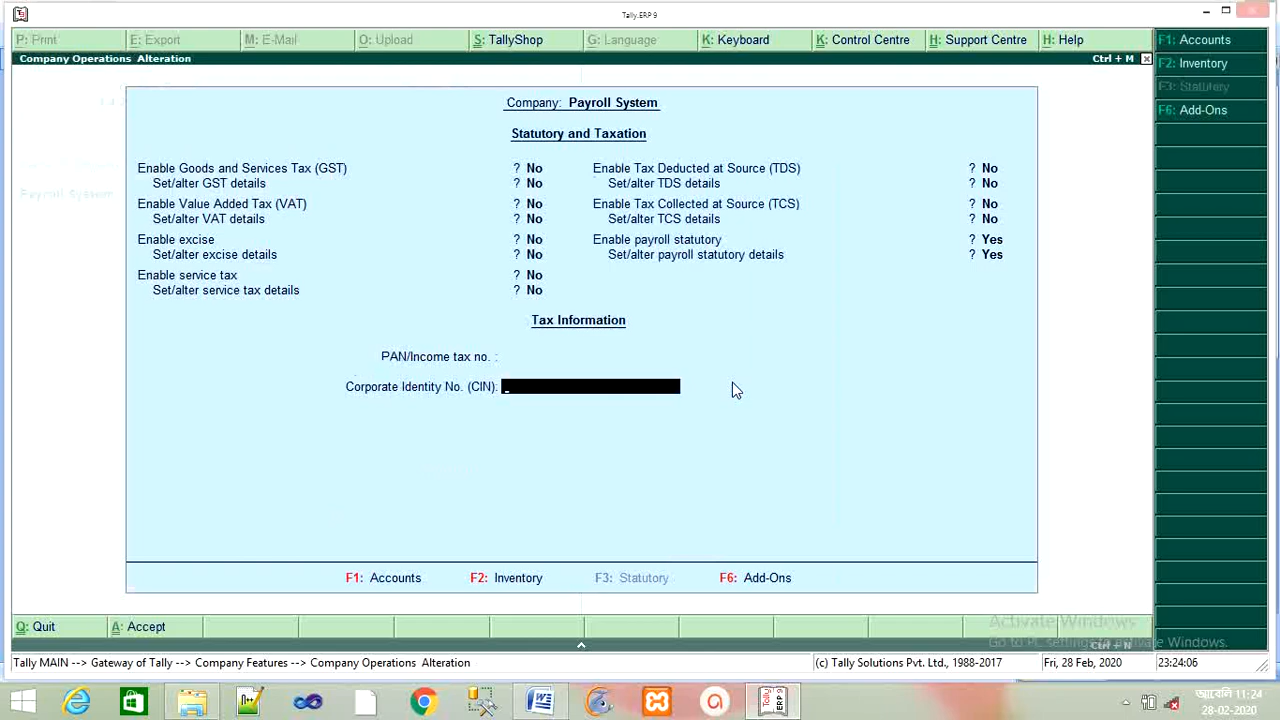 Tally.ERP 9
P: Print E: Export M: E-Mail O: Upload S: TallyShop G: Language K: Keyboard K: Control Centre H: Support Centre H: Help
F1: Accounts
Company Operations Alteration Ctrl + M
F2: Inventory
F3: Statutory
F6: Add-Ons
Company: Payroll System
Statutory and Taxation
Enable Goods and Services Tax (GST) ? No Enable Tax Deducted at Source (TDS) ? No
Set/alter GST details ? No Set/alter TDS details ? No
Payroll System
Enable Value Added Tax (VAT) ? No Enable Tax Collected at Source (TCS) ? No
Set/alter VAT details ? No Set/alter TCS details ? No
Enable excise ? No Enable payroll statutory ? Yes
Set/alter excise details ? No Set/alter payroll statutory details ? Yes
Enable service tax ? No
Set/alter service tax details ? No
Tax Information
PAN/Income tax no. :
Corporate Identity No. (CIN):
F1: Accounts F2: Inventory F3: Statutory F6: Add-Ons
Q: Quit A: Accept
Activate Windows
Go to PC settings to activate Windows.
Ctrl + N
Tally MAIN --> Gateway of Tally --> Company Features --> Company Operations Alteration (c) Tally Solutions Pvt. Ltd., 1988-2017 Fri, 28 Feb, 2020 23:24:06
11:24
28-02-2020